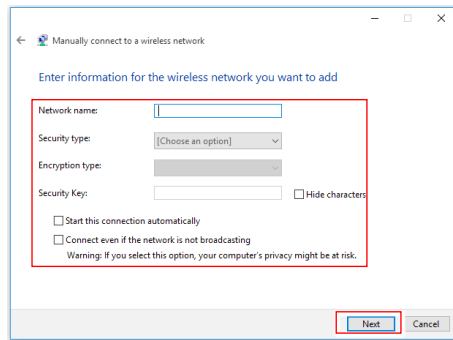 Manually connect to a wireless network
Enter information for the wireless network you want to add
Network name:
Security type: [Choose an option]
Encryption type:
Security Key: Hide characters
Start this connection automatically
Connect even if the network is not broadcasting
Warning: If you select this option, your computer's privacy might be at risk.
Next Cancel